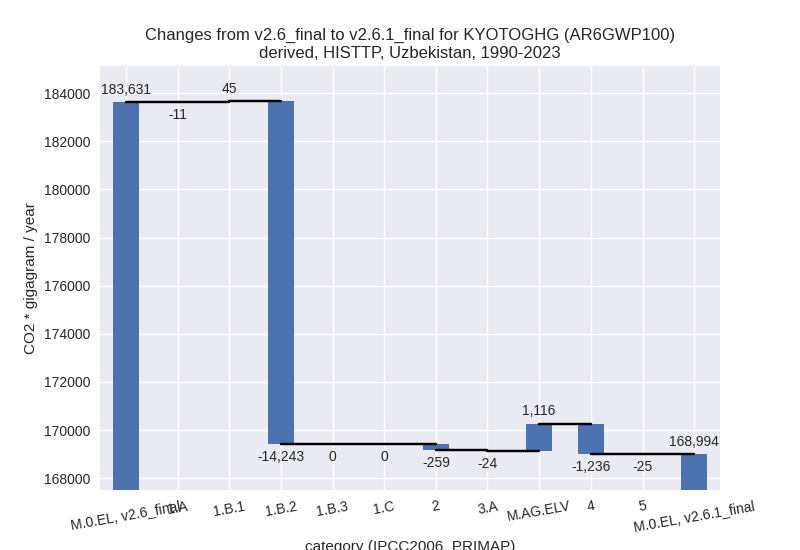 Changes from v2.6_final to v2.6.1_final for KYOTOGHG (AR6GWP100)
derived, HISTTP, Uzbekistan, 1990-2023
CO2 * gigagram / year
184000
182000
180000
178000
176000
174000
172000
170000
168000
183,631
-11
45
-14,243
0
0
-259
-24
1,116
-1,236
-25
168,994
M.0.EL, v2.6_final
1.A
1.B.1
1.B.2
1.B.3
1.C
2
3.A
M.AG.ELV
4
5
M.0.EL, v2.6.1_final
category (IPCC2006_PRIMAP)